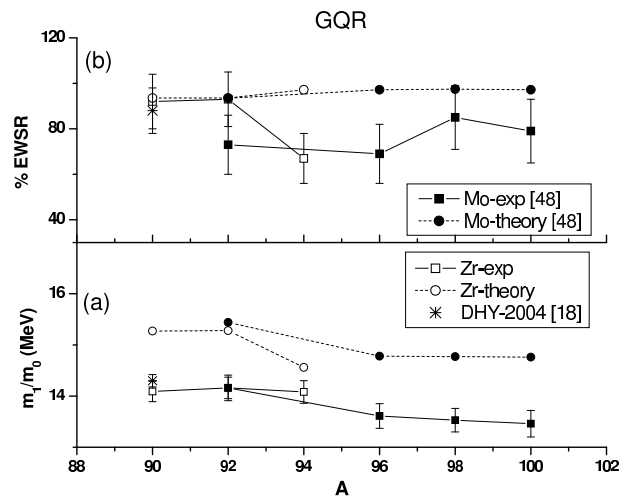 GQR
120
(b)
80
% EWSR
40
Mo-exp [48]
Mo-theory [48]
Zr-exp
Zr-theory
DHY-2004 [18]
(a)
16
14
m1/m0 (MeV)
88 90 92 94 96 98 100 102
A